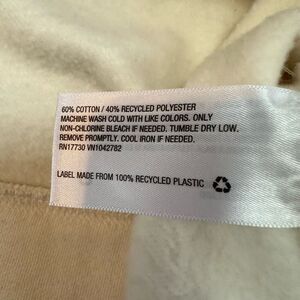 60% COTTON / 40% RECYCLED POLYESTER
MACHINE WASH COLD WITH LIKE COLORS. ONLY
NON-CHLORINE BLEACH IF NEEDED. TUMBLE DRY LOW.
REMOVE PROMPTLY. COOL IRON IF NEEDED.
RN17730 VN1042782
LABEL MADE FROM 100% RECYCLED PLASTIC